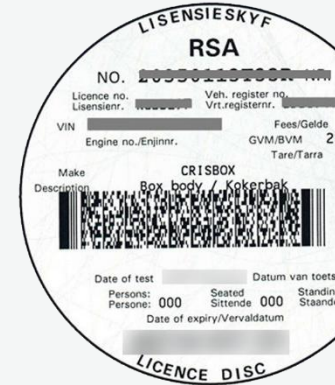 LISENSIESKYF
RSA
NO.
Licence no. Veh. register no.
Lisensienr. Vrt.registernr.
VIN Fees/Gelde
Engine no./Enjinnr. GVM/BVM 2
Tare/Tarra
Make CRISBOX
Description Box body / Kokerbak
Date of test Datum van toets
Persons: Seated Standin
Persone: 000 Sittende 000 Staande
Date of expiry/Vervaldatum
LICENCE DISC